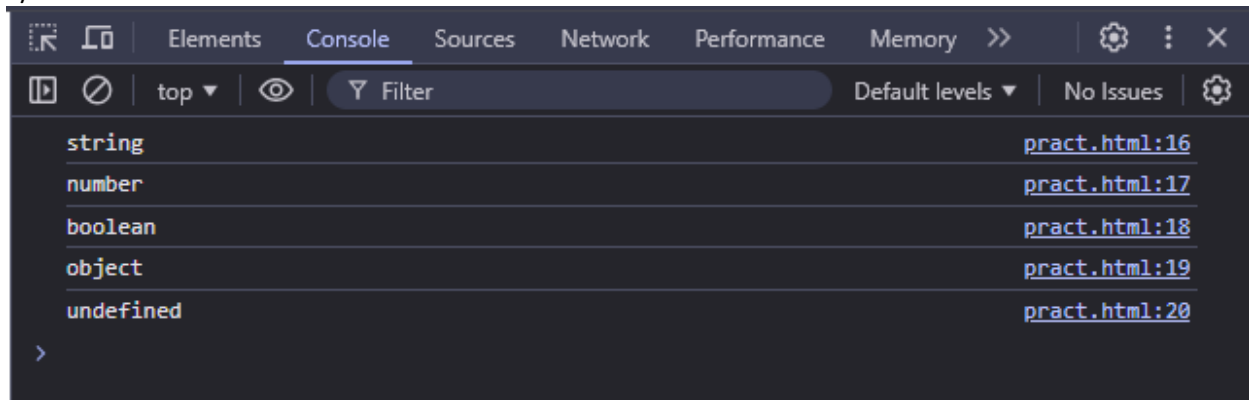 Elements Console Sources Network Performance Memory
top Filter Default levels No Issues
string pract.html:16
number pract.html:17
boolean pract.html:18
object pract.html:19
undefined pract.html:20